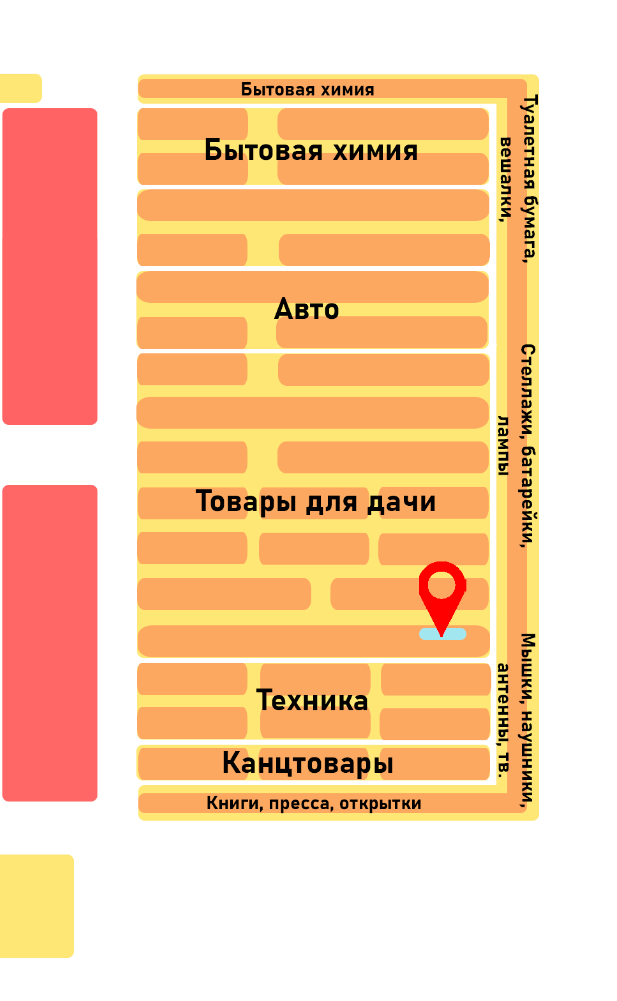 Бытовая химия
Бытовая химия
Туалетная бумага,
вешалки,
Авто
Стеллажи, батарейки,
лампы
Товары для дачи
Мышки, наушники,
антенны, тв.
Техника
Канцтовары
Книги, пресса, открытки